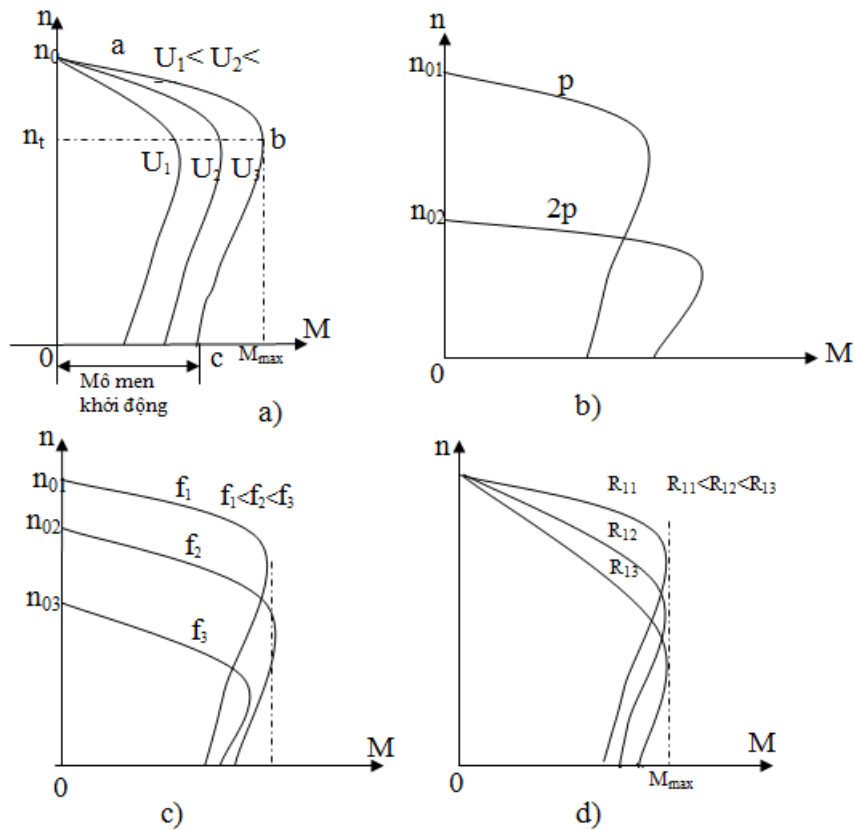 n
n₀
a
U₁< U₂<
nₜ
b
U₁
U₂
U₃
M
0
c
Mmax
Mô men
khởi động
a)
n
n₀₁
p
n₀₂
2p
M
0
b)
n
n₀₁
f₁
f₁<f₂<f₃
n₀₂
f₂
n₀₃
f₃
M
0
c)
n
R₁₁
R₁₁<R₁₂<R₁₃
R₁₂
R₁₃
M
0
Mmax
d)